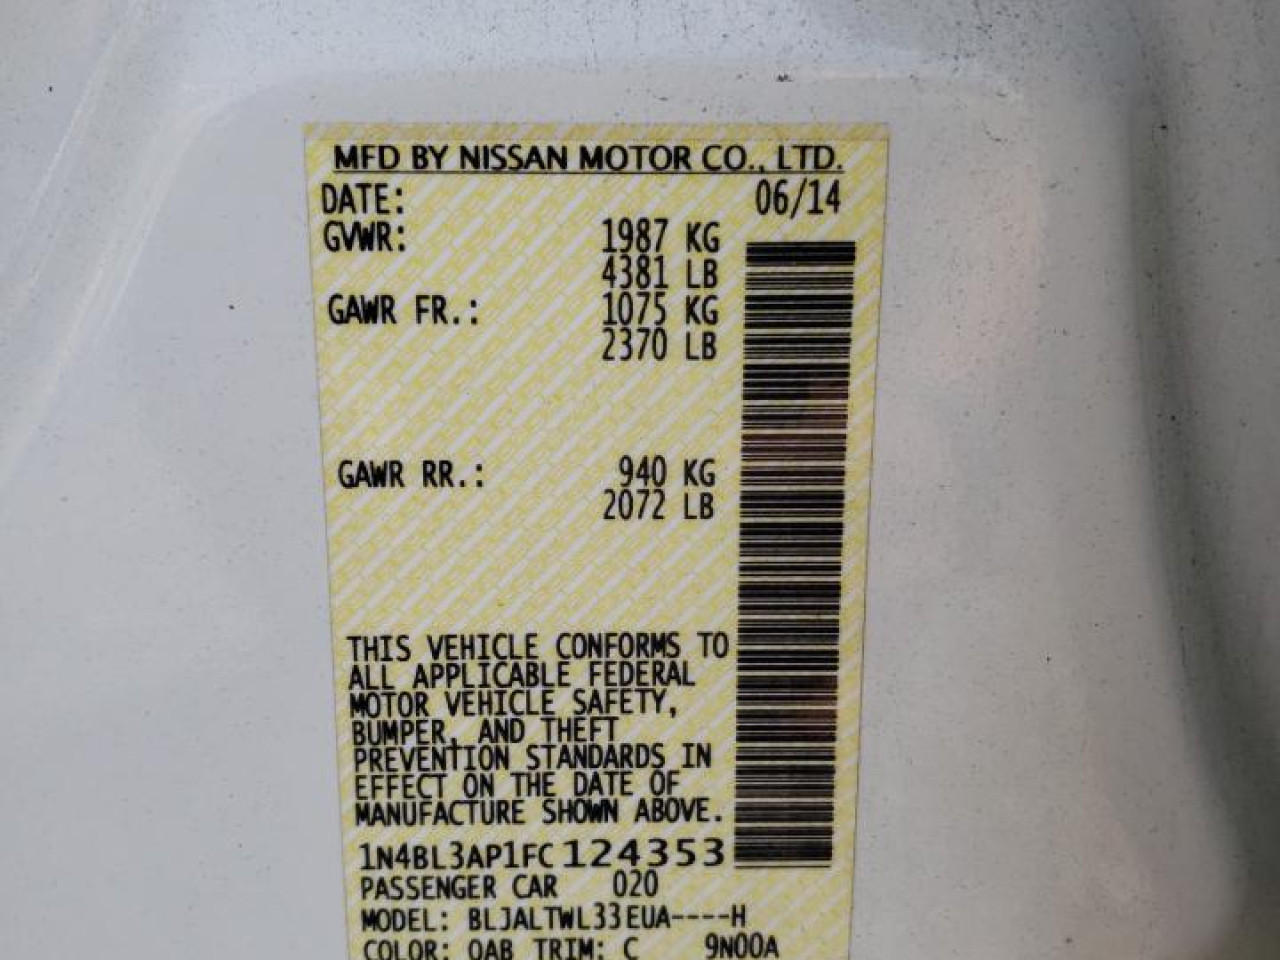 MFD BY NISSAN MOTOR CO., LTD.
DATE: 06/14
GVWR: 1987 KG
4381 LB
GAWR FR.: 1075 KG
2370 LB
GAWR RR.: 940 KG
2072 LB
THIS VEHICLE CONFORMS TO
ALL APPLICABLE FEDERAL
MOTOR VEHICLE SAFETY,
BUMPER, AND THEFT
PREVENTION STANDARDS IN
EFFECT ON THE DATE OF
MANUFACTURE SHOWN ABOVE.
1N4BL3AP1FC124353
PASSENGER CAR 020
MODEL: BLJALTWL33EUA----H
COLOR: QAB TRIM: C 9N00A